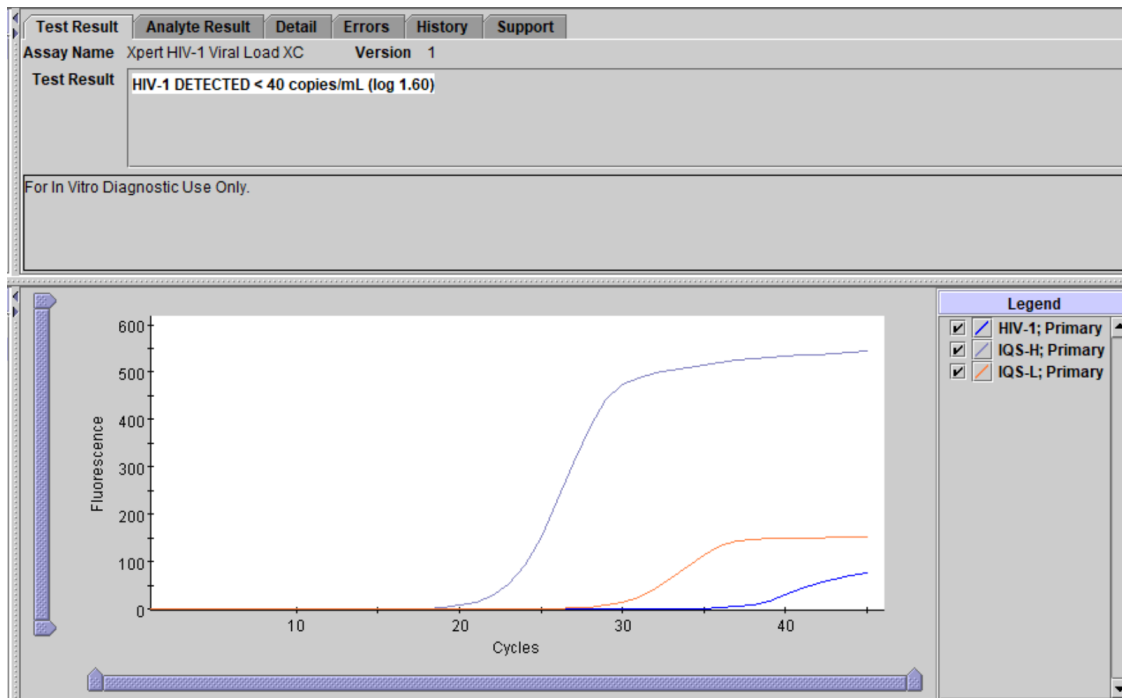 Test Result Analyte Result Detail Errors History Support
Assay Name Xpert HIV-1 Viral Load XC Version 1
Test Result HIV-1 DETECTED < 40 copies/mL (log 1.60)
For In Vitro Diagnostic Use Only.
Legend
HIV-1; Primary
IQS-H; Primary
IQS-L; Primary
Fluorescence
600
500
400
300
200
100
0
10 20 30 40
Cycles